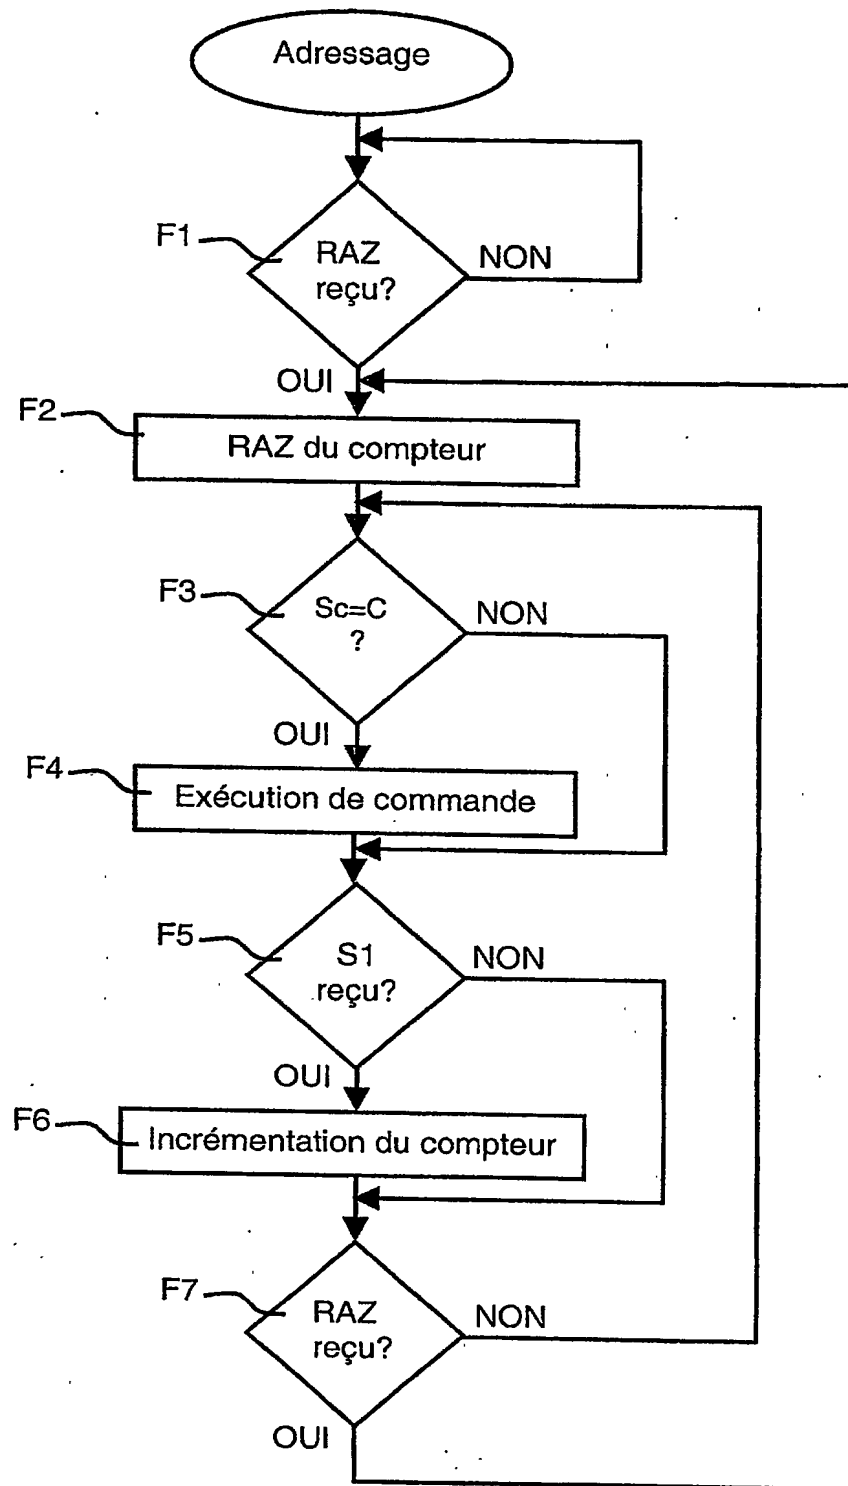 Adressage
F1
RAZ
reçu?
NON
OUI
F2
RAZ du compteur
F3
Sc=C
?
NON
OUI
F4
Exécution de commande
F5
S1
reçu?
NON
OUI
F6
Incrémentation du compteur
F7
RAZ
reçu?
NON
OUI